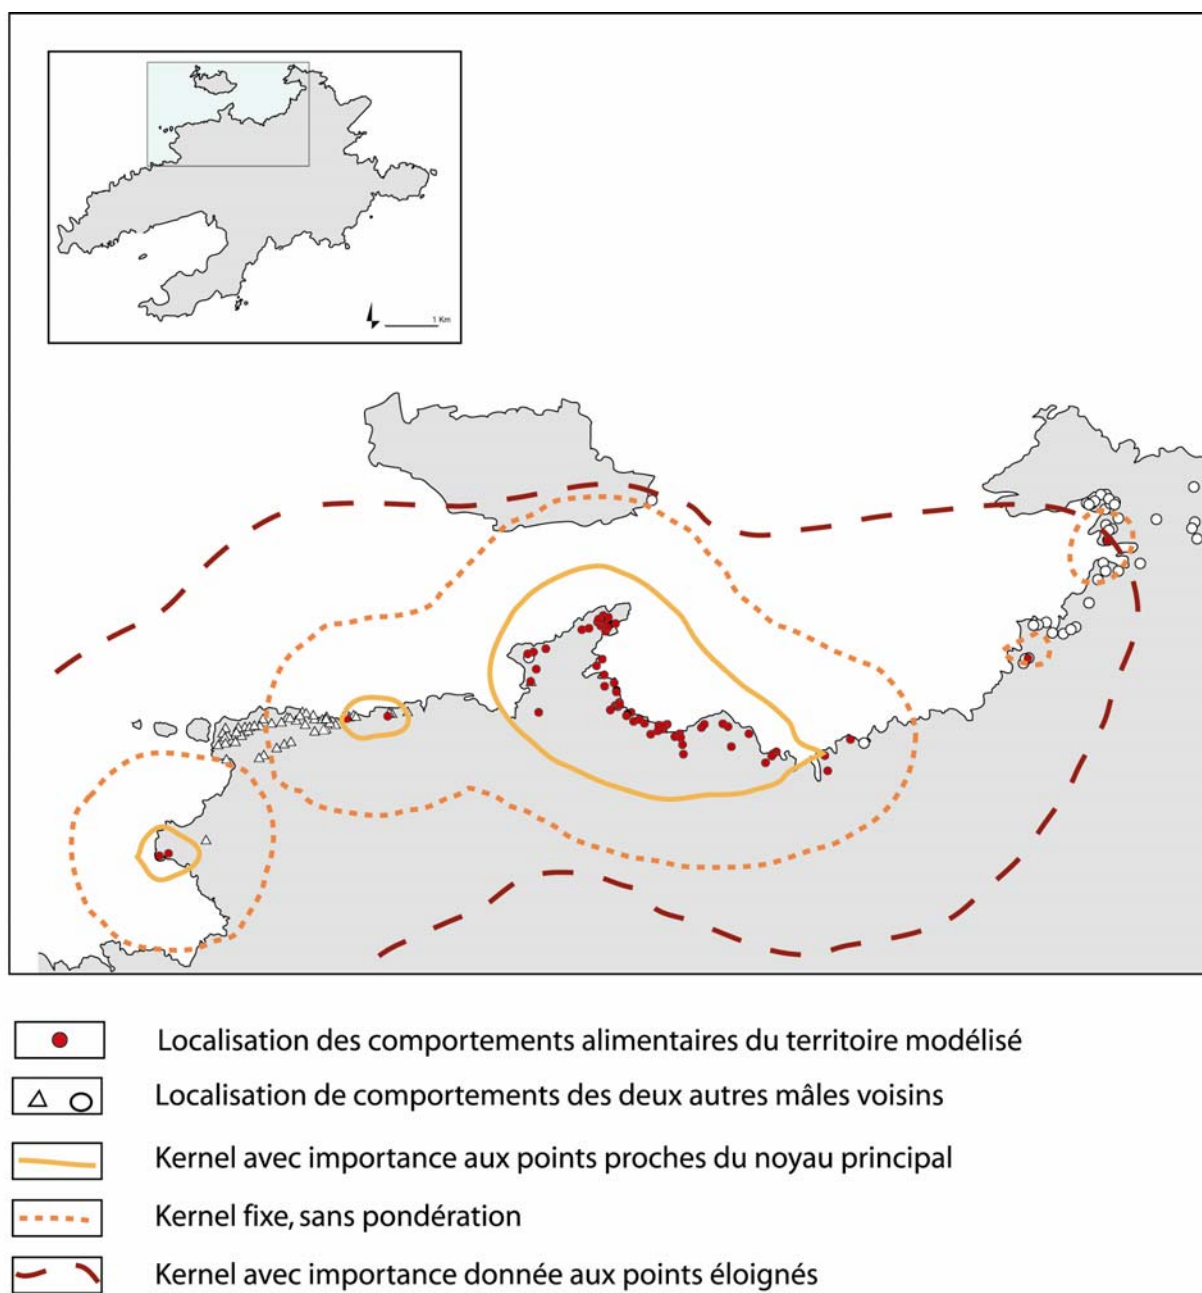 1 Km
Localisation des comportements alimentaires du territoire modélisé
Localisation de comportements des deux autres mâles voisins
Kernel avec importance aux points proches du noyau principal
Kernel fixe, sans pondération
Kernel avec importance donnée aux points éloignés